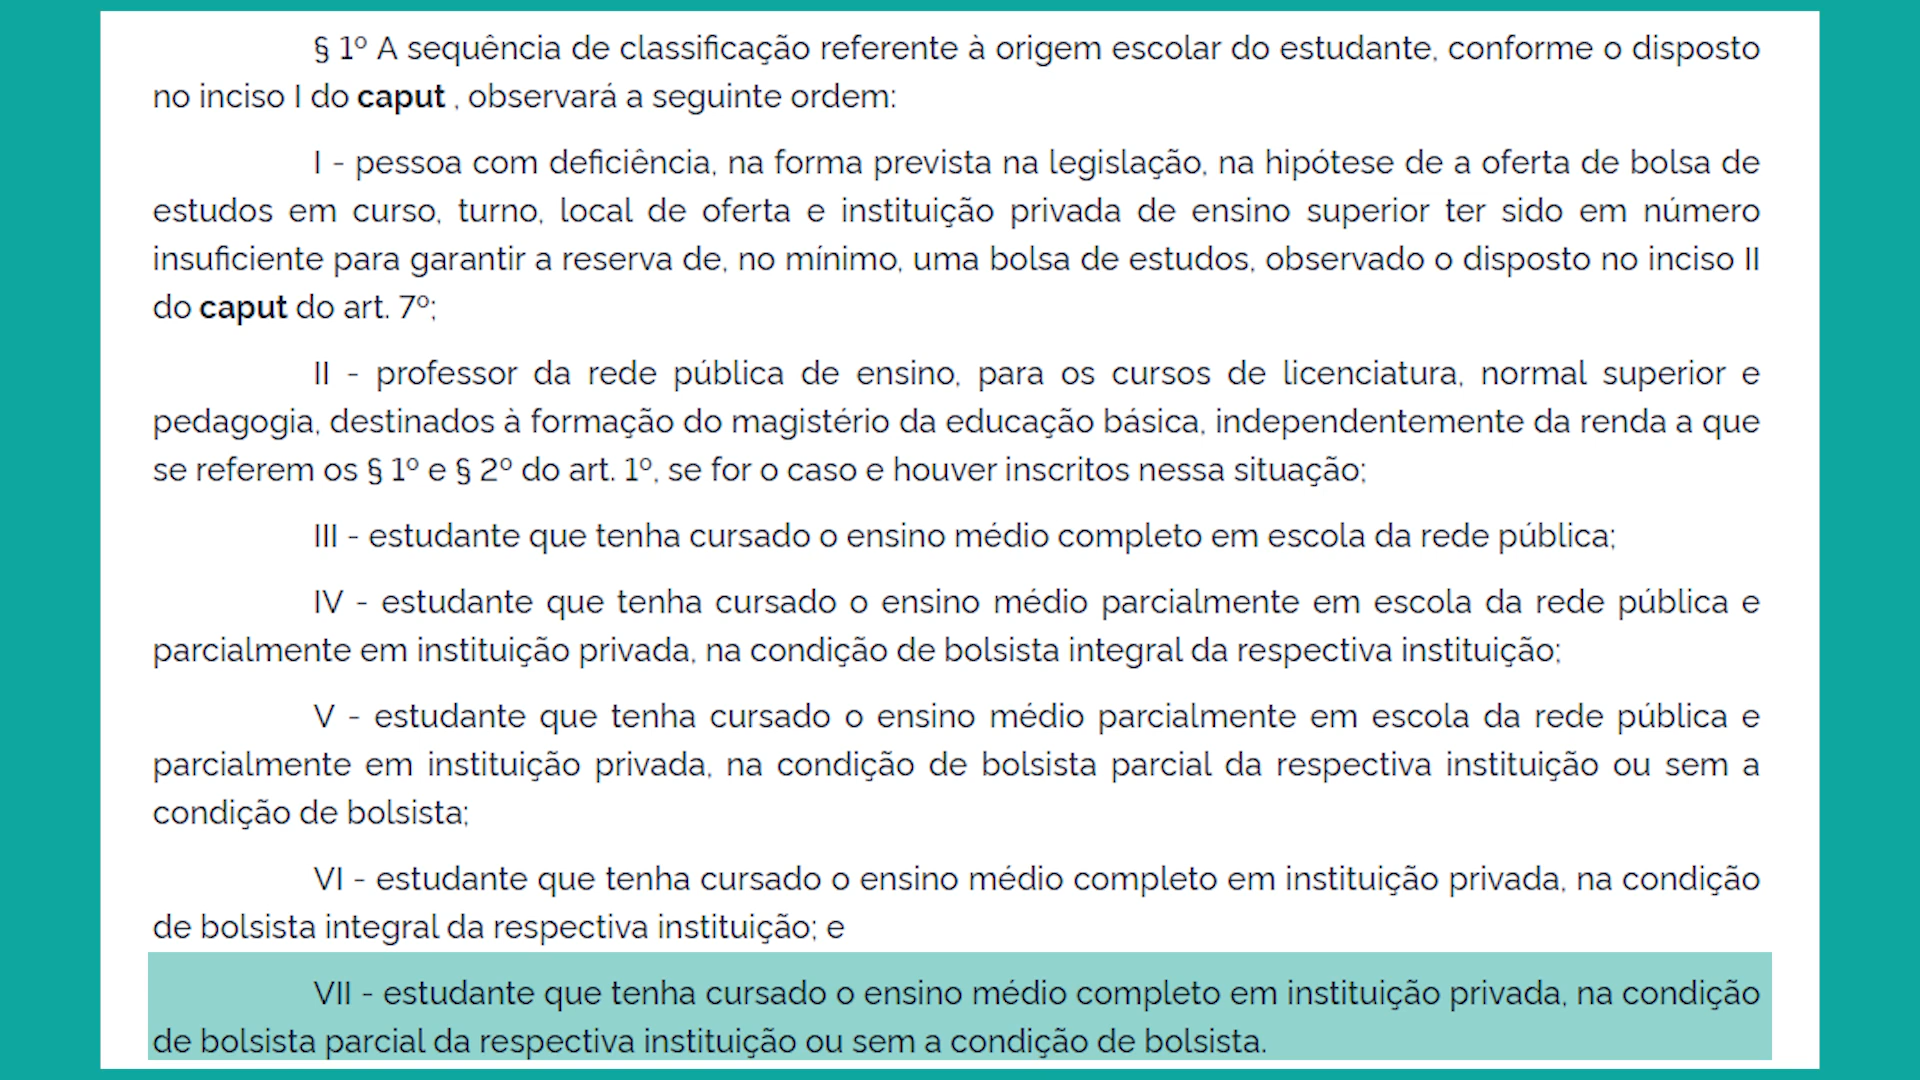 § 1º A sequência de classificação referente à origem escolar do estudante, conforme o disposto
no inciso I do caput , observará a seguinte ordem:
I - pessoa com deficiência, na forma prevista na legislação, na hipótese de a oferta de bolsa de
estudos em curso, turno, local de oferta e instituição privada de ensino superior ter sido em número
insuficiente para garantir a reserva de, no mínimo, uma bolsa de estudos, observado o disposto no inciso II
do caput do art. 7º;
II - professor da rede pública de ensino, para os cursos de licenciatura, normal superior e
pedagogia, destinados à formação do magistério da educação básica, independentemente da renda a que
se referem os § 1º e § 2º do art. 1º, se for o caso e houver inscritos nessa situação;
III - estudante que tenha cursado o ensino médio completo em escola da rede pública;
IV - estudante que tenha cursado o ensino médio parcialmente em escola da rede pública e
parcialmente em instituição privada, na condição de bolsista integral da respectiva instituição;
V - estudante que tenha cursado o ensino médio parcialmente em escola da rede pública e
parcialmente em instituição privada, na condição de bolsista parcial da respectiva instituição ou sem a
condição de bolsista;
VI - estudante que tenha cursado o ensino médio completo em instituição privada, na condição
de bolsista integral da respectiva instituição; e
VII - estudante que tenha cursado o ensino médio completo em instituição privada, na condição
de bolsista parcial da respectiva instituição ou sem a condição de bolsista.